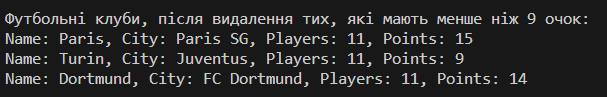 Футбольні клуби, після видалення тих, які мають менше ніж 9 очок:
Name: Paris, City: Paris SG, Players: 11, Points: 15
Name: Turin, City: Juventus, Players: 11, Points: 9
Name: Dortmund, City: FC Dortmund, Players: 11, Points: 14